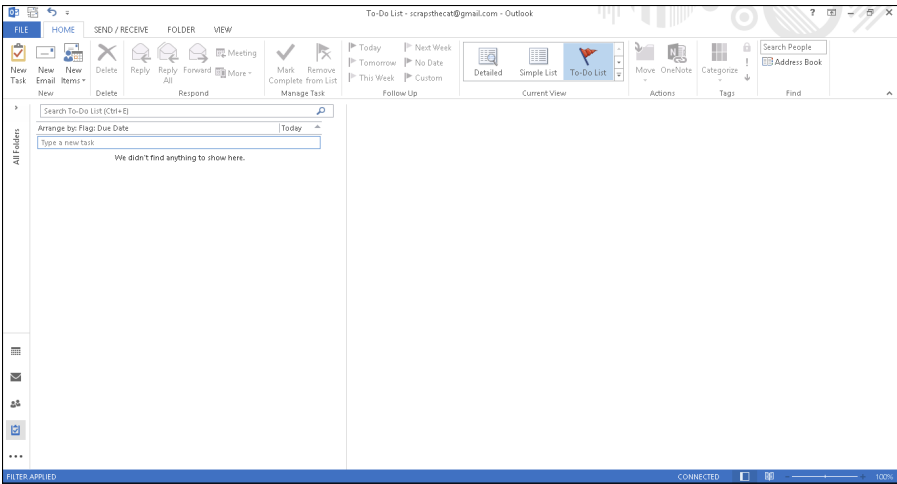 To-Do List - scrapsthecat@gmail.com - Outlook
FILE HOME SEND / RECEIVE FOLDER VIEW
New Task
New Email
New Items
Delete
Reply
Reply All
Forward
Meeting
More
Mark Complete
Remove from List
Today
Tomorrow
This Week
Next Week
No Date
Custom
Detailed
Simple List
To-Do List
Move
OneNote
Categorize
Search People
Address Book
New Delete Respond Manage Task Follow Up Current View Actions Tags Find
All Folders
Search To-Do List (Ctrl+E)
Arrange by: Flag: Due Date Today
Type a new task
We didn't find anything to show here.
FILTER APPLIED CONNECTED 100%